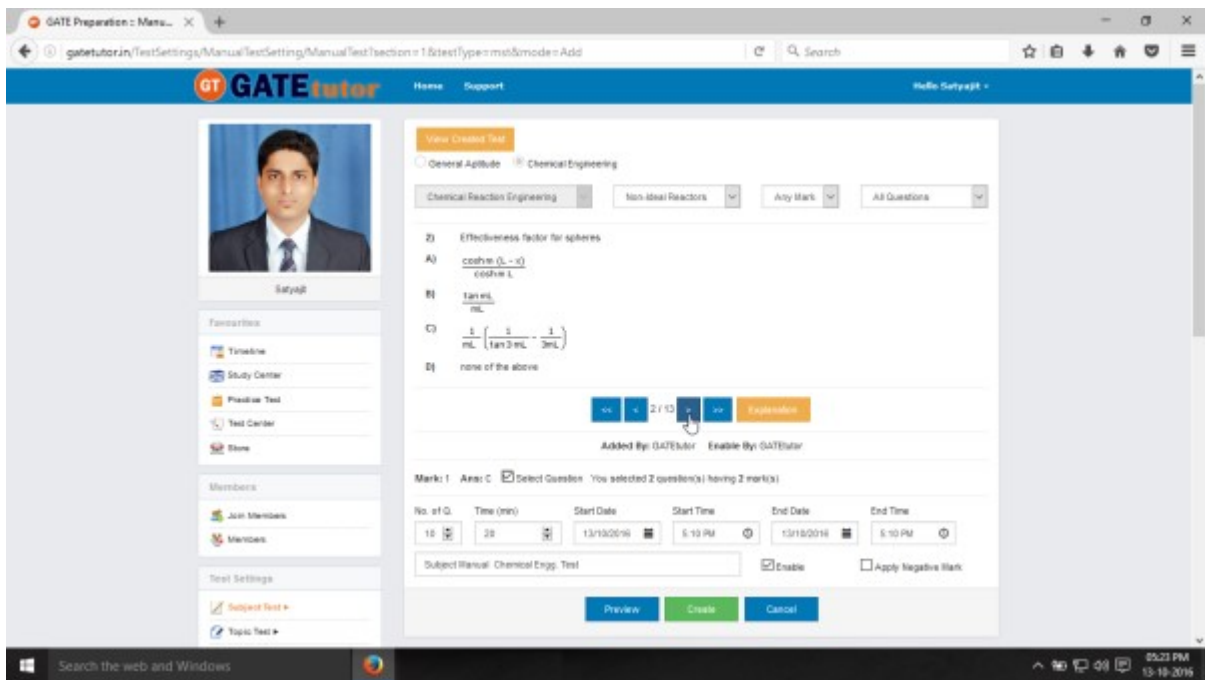 GATE Preparation :: Manu...
gatetutor.in/TestSettings/ManualTestSetting/ManualTest?section=1&testType=mst&mode=Add
Search
GT GATE tutor Home Support Hello Satyajit
View Created Test
General Aptitude Chemical Engineering
Chemical Reaction Engineering Non-Ideal Reactors Any Mark All Questions
2) Effectiveness factor for spheres
A) cosh m (L - x) / cosh m L
B) tan mL / mL
C) 1/mL (1/tan 3 mL - 1/3mL)
D) none of the above
<< < 2 / 13 > >> Explanation
Added By: GATEtutor Enable By: GATEtutor
Mark: 1 Ans: C Select Question You selected 2 question(s) having 2 mark(s)
No. of Q. Time (min) Start Date Start Time End Date End Time
10 20 13/10/2016 5:10 PM 13/10/2016 5:10 PM
Subject Manual Chemical Engg. Test Enable Apply Negative Mark
Preview Create Cancel
Satyajit
Favourites
Timeline
Study Center
Practise Test
Test Center
Store
Members
Join Members
Members
Test Settings
Subject Test
Topic Test
Search the web and Windows
05:23 PM
13-10-2016